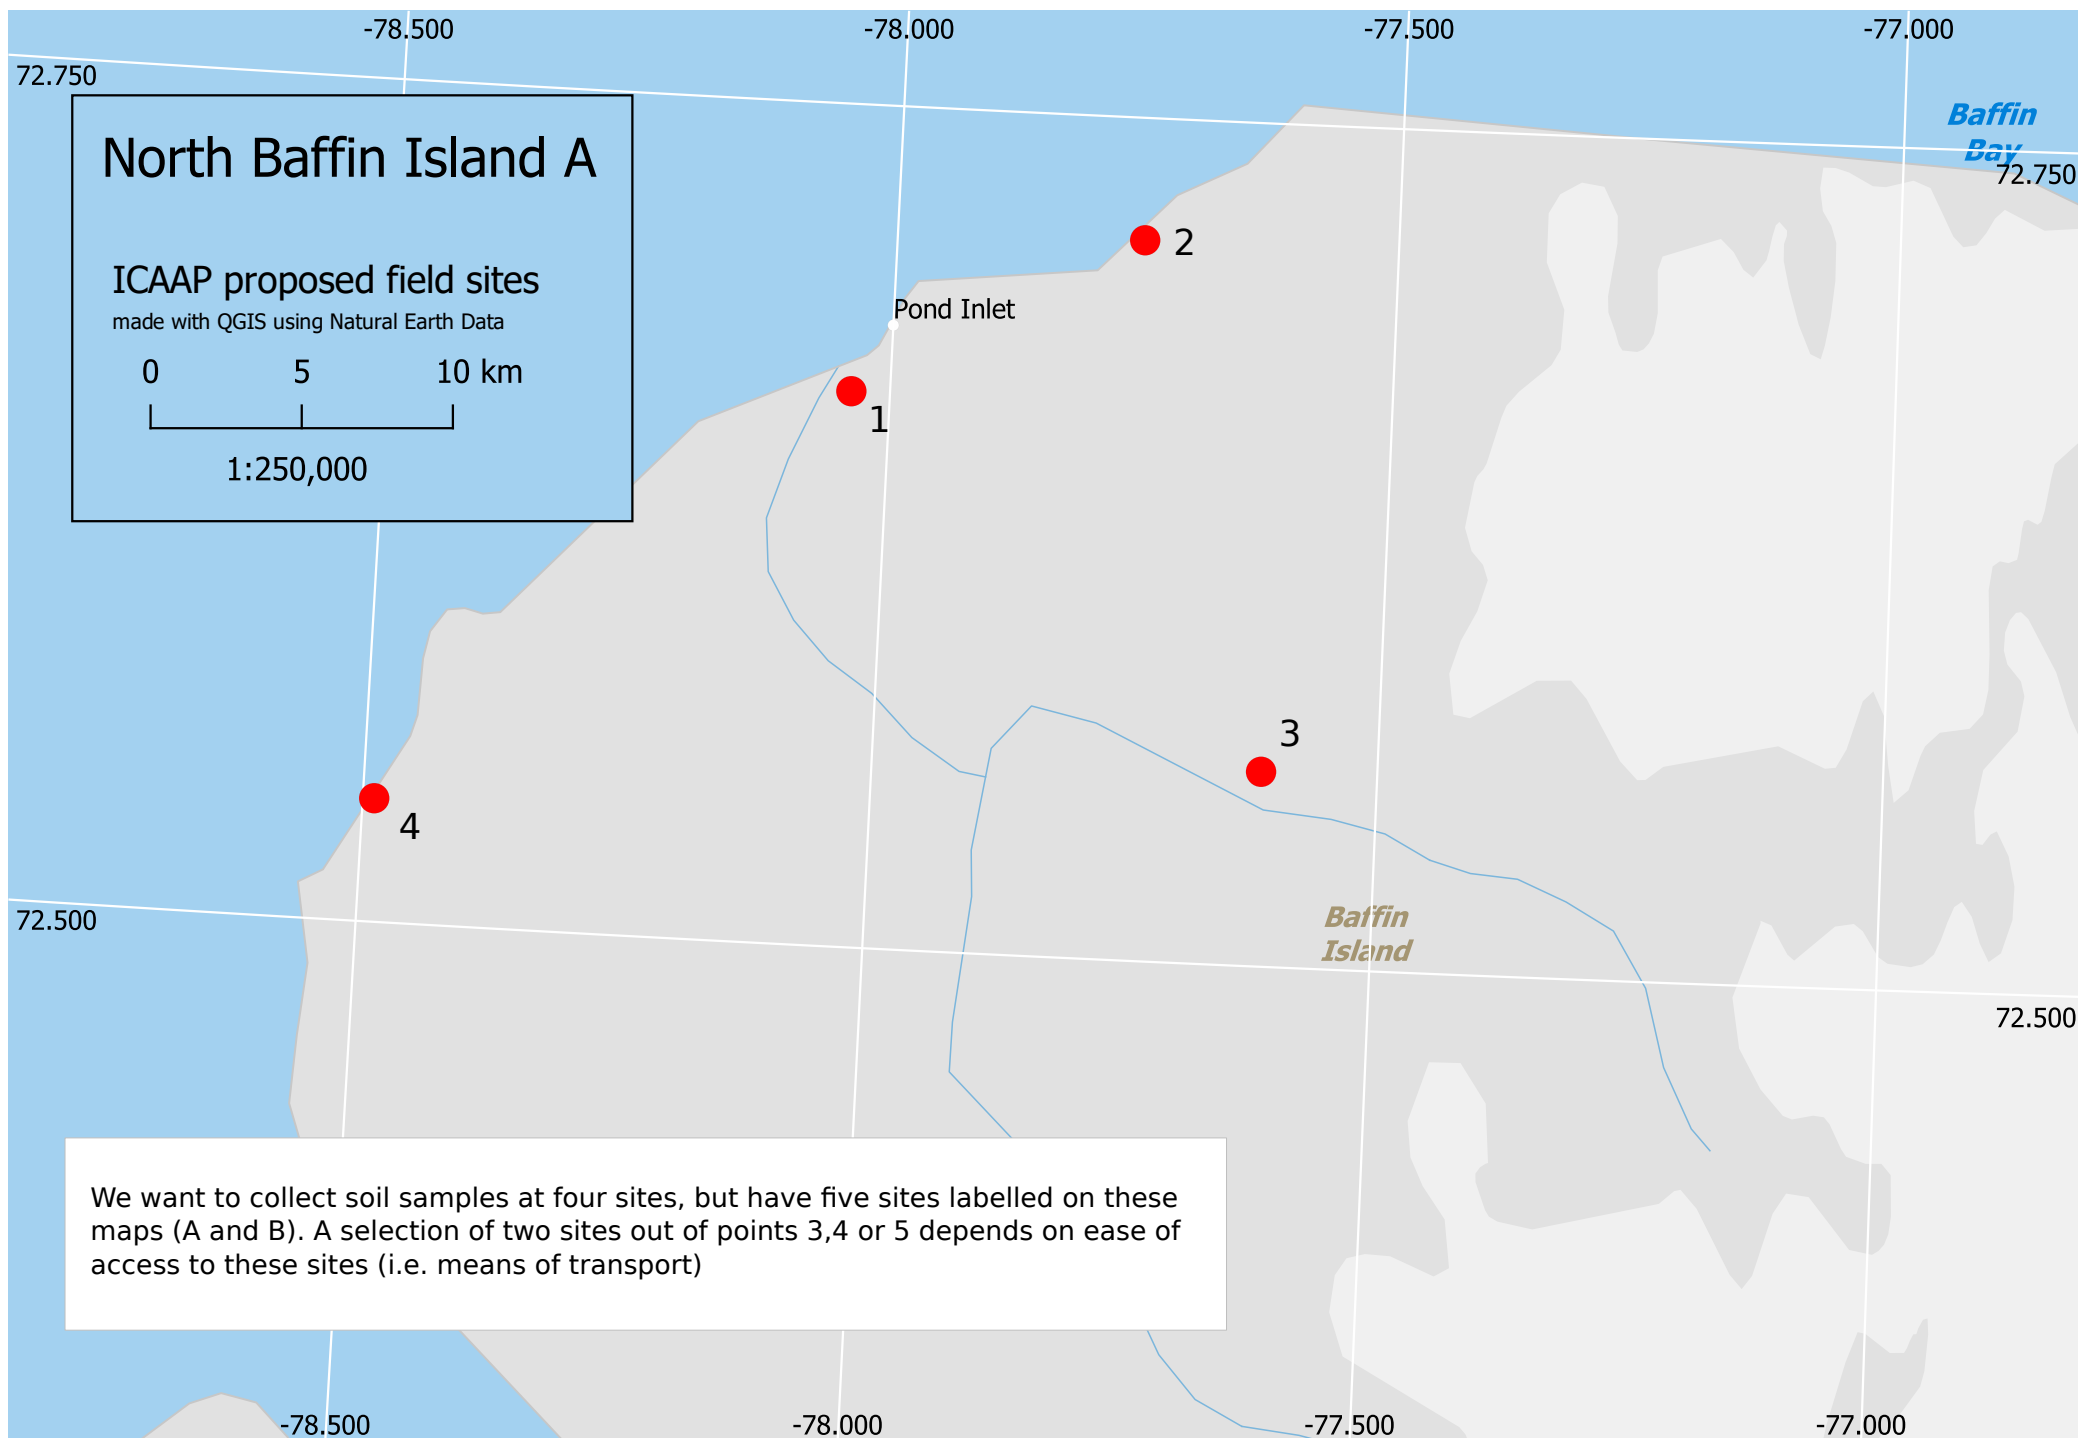 -78.500
-78.000
-77.500
-77.000
72.750
North Baffin Island A
ICAAP proposed field sites
made with QGIS using Natural Earth Data
0 5 10 km
1:250,000
Baffin
Bay
72.750
2
Pond Inlet
1
3
4
72.500
Baffin
Island
72.500
We want to collect soil samples at four sites, but have five sites labelled on these
maps (A and B). A selection of two sites out of points 3,4 or 5 depends on ease of
access to these sites (i.e. means of transport)
-78.500
-78.000
-77.500
-77.000